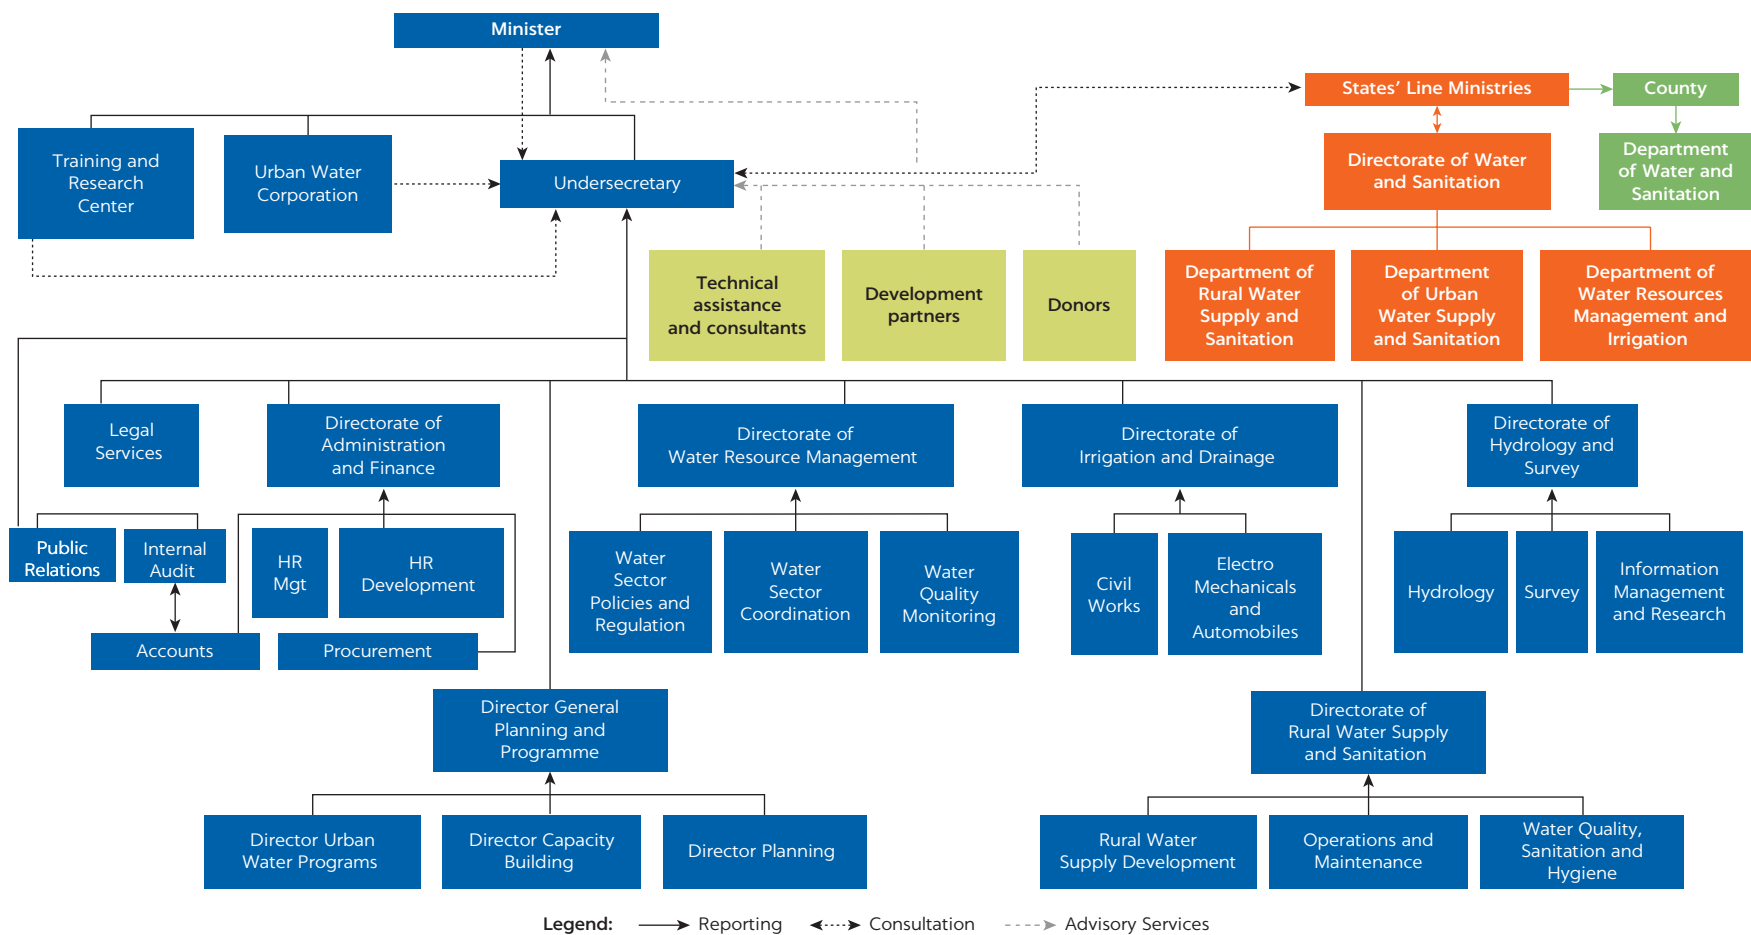 Minister
States’ Line Ministries
County
Training and
Research
Center
Urban Water
Corporation
Undersecretary
Directorate of Water
and Sanitation
Department
of Water and
Sanitation
Technical
assistance
and consultants
Development
partners
Donors
Department of
Rural Water
Supply and
Sanitation
Department
of Urban
Water Supply
and Sanitation
Department of
Water Resources
Management and
Irrigation
Legal
Services
Directorate of
Administration
and Finance
Directorate of
Water Resource Management
Directorate of
Irrigation and Drainage
Directorate of
Hydrology and
Survey
Public
Relations
Internal
Audit
HR
Mgt
HR
Development
Water
Sector
Policies and
Regulation
Water
Sector
Coordination
Water
Quality
Monitoring
Civil
Works
Electro
Mechanicals
and
Automobiles
Hydrology
Survey
Information
Management
and Research
Accounts
Procurement
Director General
Planning and
Programme
Directorate of
Rural Water Supply
and Sanitation
Director Urban
Water Programs
Director Capacity
Building
Director Planning
Rural Water
Supply Development
Operations and
Maintenance
Water Quality,
Sanitation and
Hygiene
Legend: Reporting Consultation Advisory Services